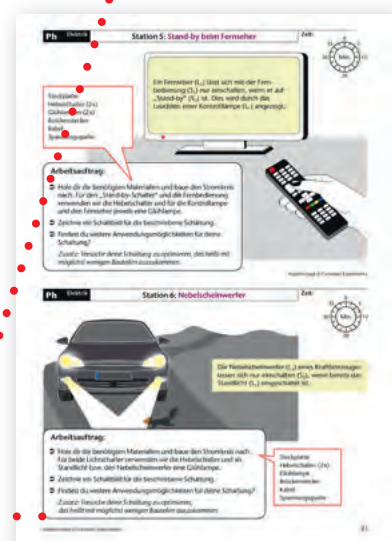 Ph Elektrik Station 5: Stand-by beim Fernseher Zeit:
Min.
Ein Fernseher (L₂) lässt sich mit der Fern-
bedienung (S₂) nur einschalten, wenn er auf
„Stand-by“ (S₁) ist. Dies wird durch das
Leuchten einer Kontrolllampe (L₁) angezeigt.
Steckplatte
Hebelschalter (2x)
Glühlampen (2x)
Brückenstecker
Kabel
Spannungsquelle
Arbeitsauftrag:
Hole dir die benötigten Materialien und baue den Stromkreis
nach. Für den „Stand-by-Schalter“ und die Fernbedienung
verwenden wir die Hebelschalter und für die Kontrolllampe
und den Fernseher jeweils eine Glühlampe.
Zeichne ein Schaltbild für die beschriebene Schaltung.
Findest du weitere Anwendungsmöglichkeiten für deine
Schaltung?
Zusatz: Versuche deine Schaltung zu optimieren, das heißt mit
möglichst wenigen Bauteilen auszukommen.
Ph Elektrik Station 6: Nebelscheinwerfer Zeit:
Min.
Die Nebelscheinwerfer (L₂) eines Kraftfahrzeuges
lassen sich nur einschalten (S₂), wenn bereits das
Standlicht (L₁) eingeschaltet ist.
Arbeitsauftrag:
Hole dir die benötigten Materialien und baue den Stromkreis nach.
Für beide Lichtschalter verwenden wir die Hebelschalter und als
Standlicht bzw. den Nebelscheinwerfer eine Glühlampe.
Zeichne ein Schaltbild für die beschriebene Schaltung.
Findest du weitere Anwendungsmöglichkeiten für deine Schaltung?
Zusatz: Versuche deine Schaltung zu optimieren,
das heißt mit möglichst wenigen Bauteilen auszukommen.
Steckplatte
Hebelschalter (2x)
Glühlampe
Brückenstecker
Kabel
Spannungsquelle